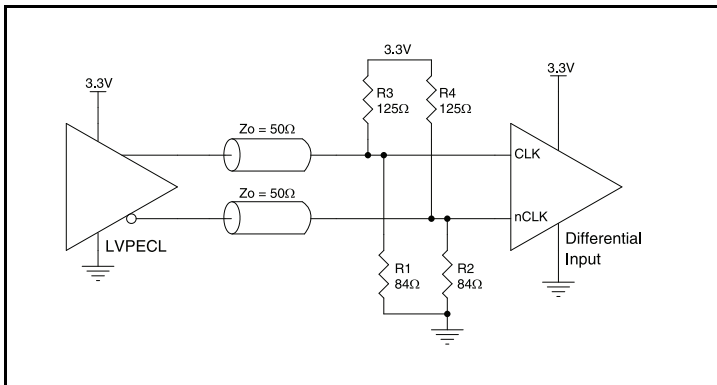 3.3V
R3
125Ω
R4
125Ω
3.3V
3.3V
Zo = 50Ω
CLK
Zo = 50Ω
nCLK
LVPECL
Differential
Input
R1
84Ω
R2
84Ω